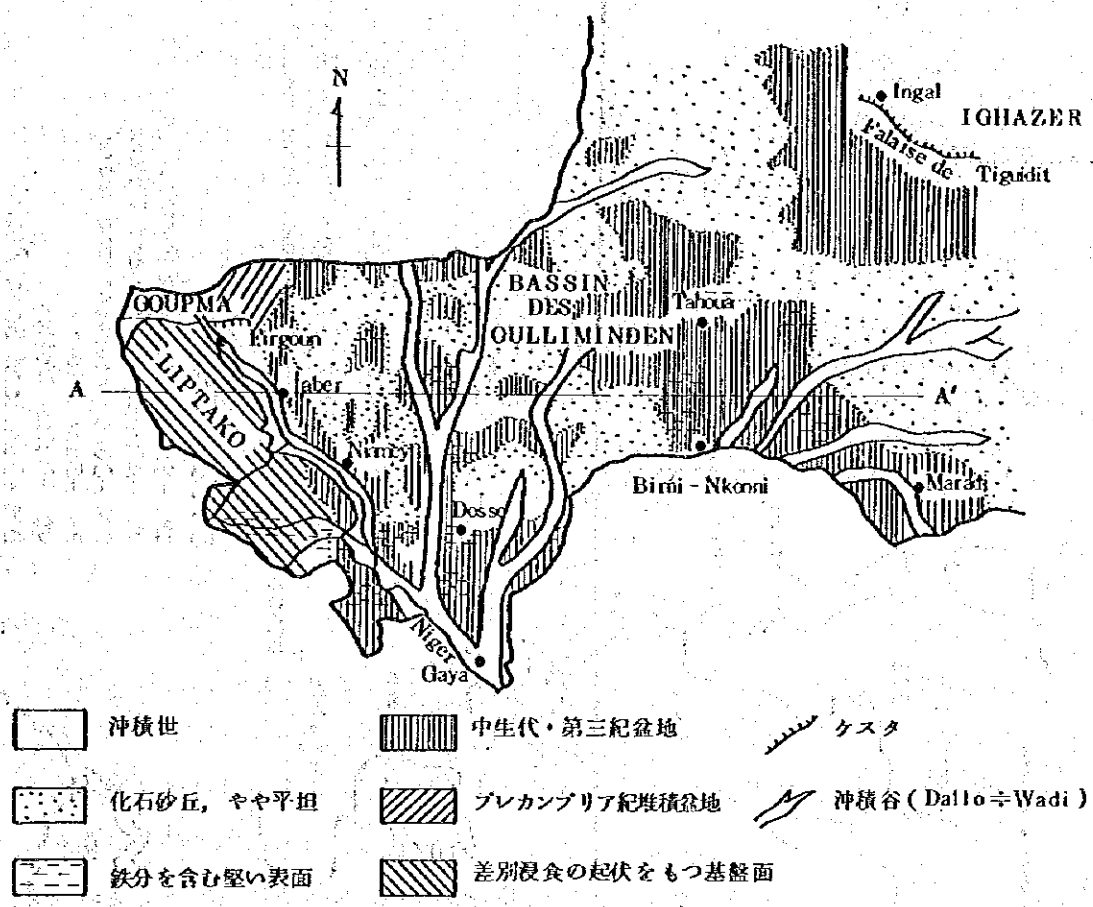 N
Ingal
IGHAZER
Falaise de
Tiguidit
BASSIN
DES
OULLIMINDEN
Tahoua
GOUPMA
Firgoun
LIPTAKO
A
Jaber
A'
Niamey
Birni-Nkonni
Maradi
Dosso
Niger
Gaya
沖積世
中生代・第三紀盆地
ケスタ
化石砂丘，やや平坦
プレカンブリア紀堆積盆地
沖積谷(Dallo≑Wadi)
鉄分を含む堅い表面
差別浸食の起伏をもつ基盤面